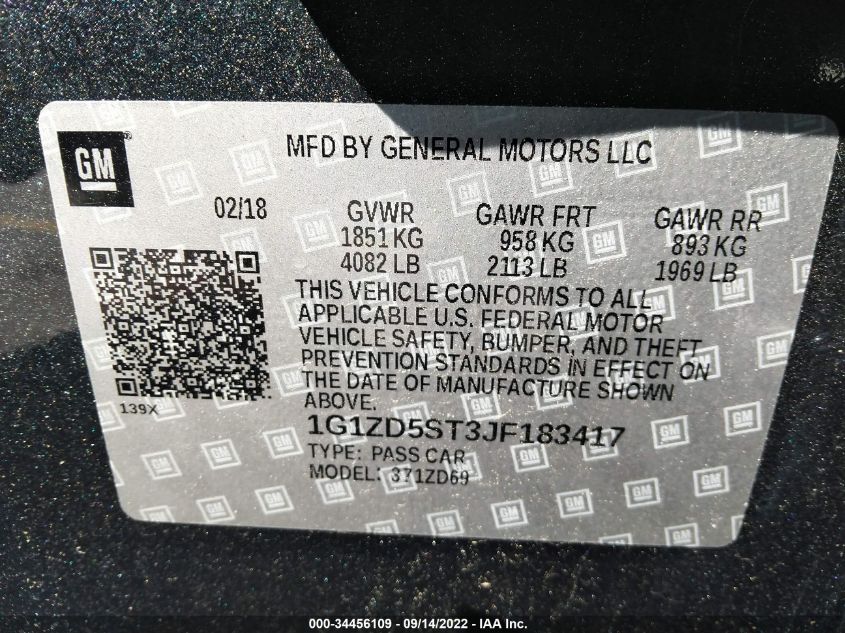 GM
MFD BY GENERAL MOTORS LLC
02/18 GVWR GAWR FRT GAWR RR
1851 KG 958 KG 893 KG
4082 LB 2113 LB 1969 LB
THIS VEHICLE CONFORMS TO ALL
APPLICABLE U.S. FEDERAL MOTOR
VEHICLE SAFETY, BUMPER, AND THEFT
PREVENTION STANDARDS IN EFFECT ON
THE DATE OF MANUFACTURE SHOWN
ABOVE.
139X
1G1ZD5ST3JF183417
TYPE: PASS CAR
MODEL: 371ZD69
000-34456109 - 09/14/2022 - IAA Inc.